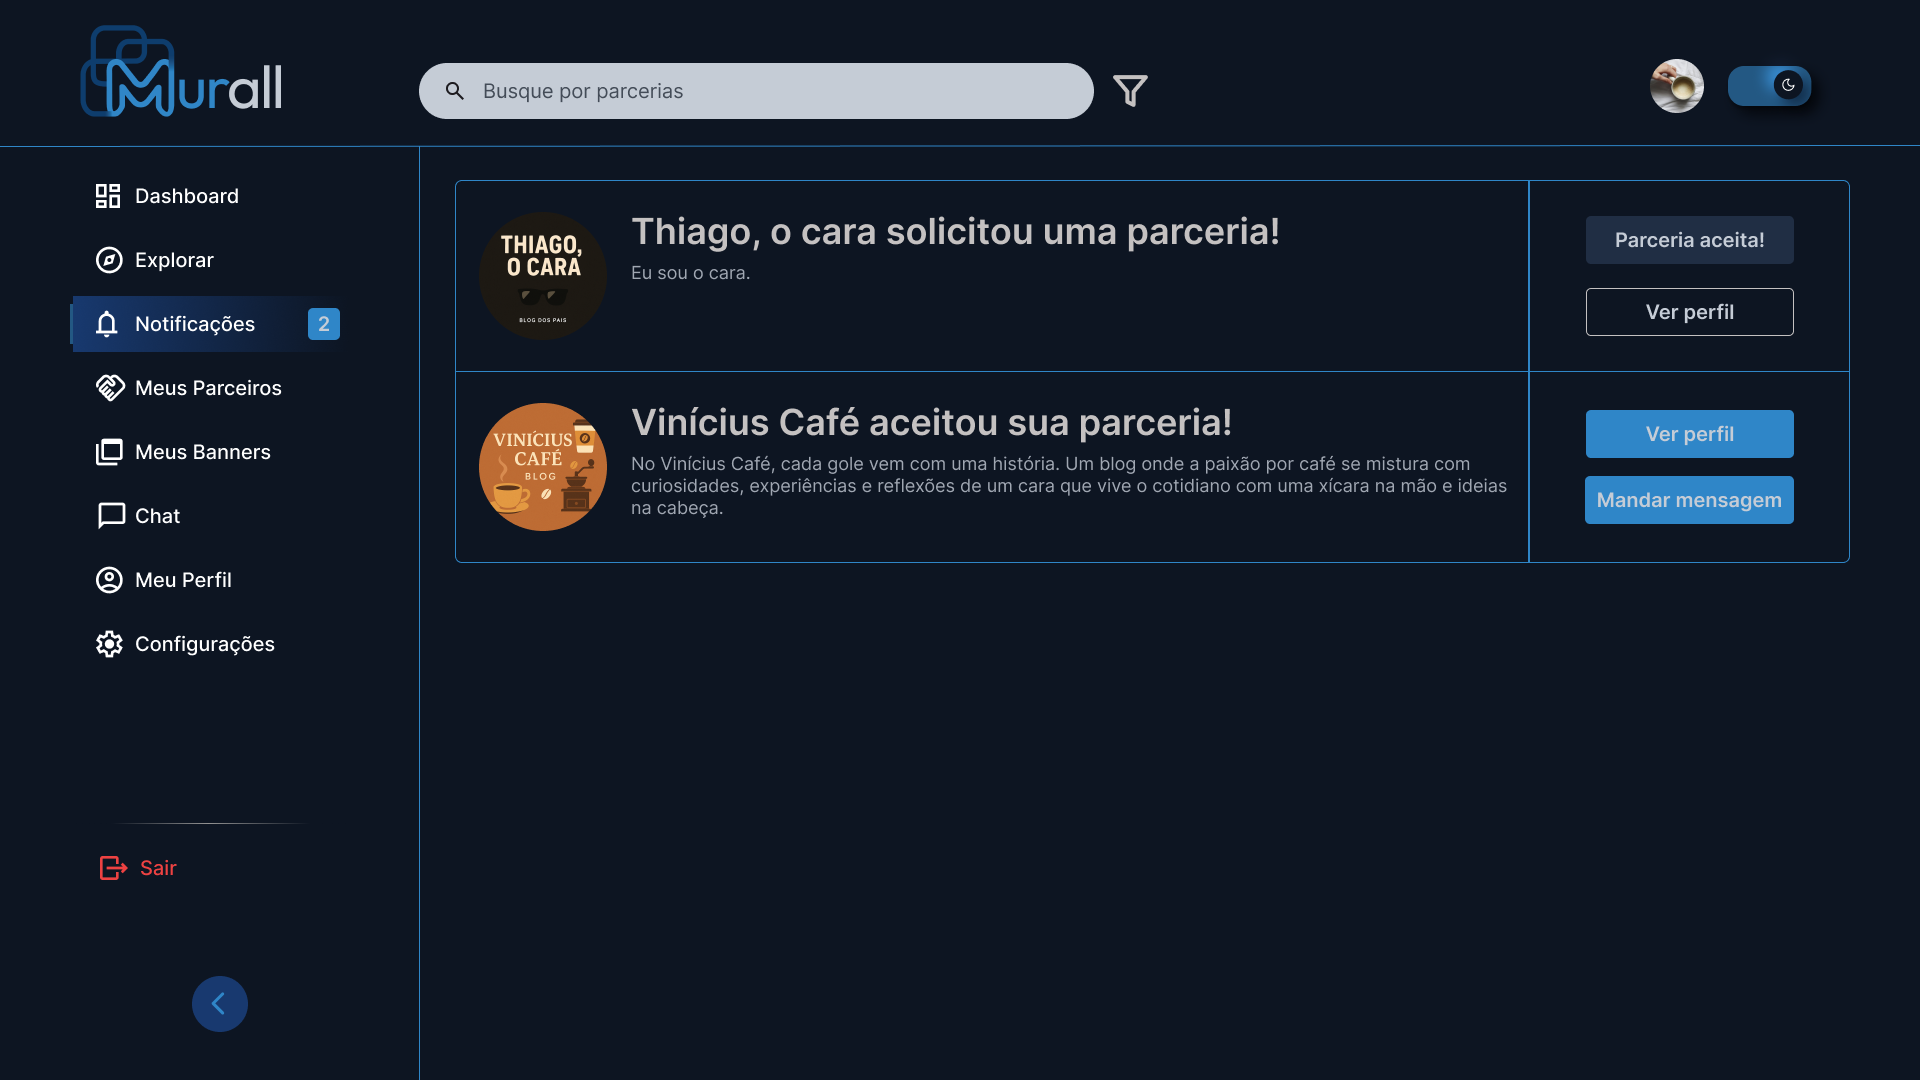 Murall
Busque por parcerias
Dashboard
Explorar
Notificações 2
Meus Parceiros
Meus Banners
Chat
Meu Perfil
Configurações
Sair
THIAGO,
O CARA
BLOG DOS PAIS
Thiago, o cara solicitou uma parceria!
Eu sou o cara.
Parceria aceita!
Ver perfil
VINÍCIUS
CAFÉ
BLOG
Vinícius Café aceitou sua parceria!
No Vinícius Café, cada gole vem com uma história. Um blog onde a paixão por café se mistura com
curiosidades, experiências e reflexões de um cara que vive o cotidiano com uma xícara na mão e ideias
na cabeça.
Ver perfil
Mandar mensagem